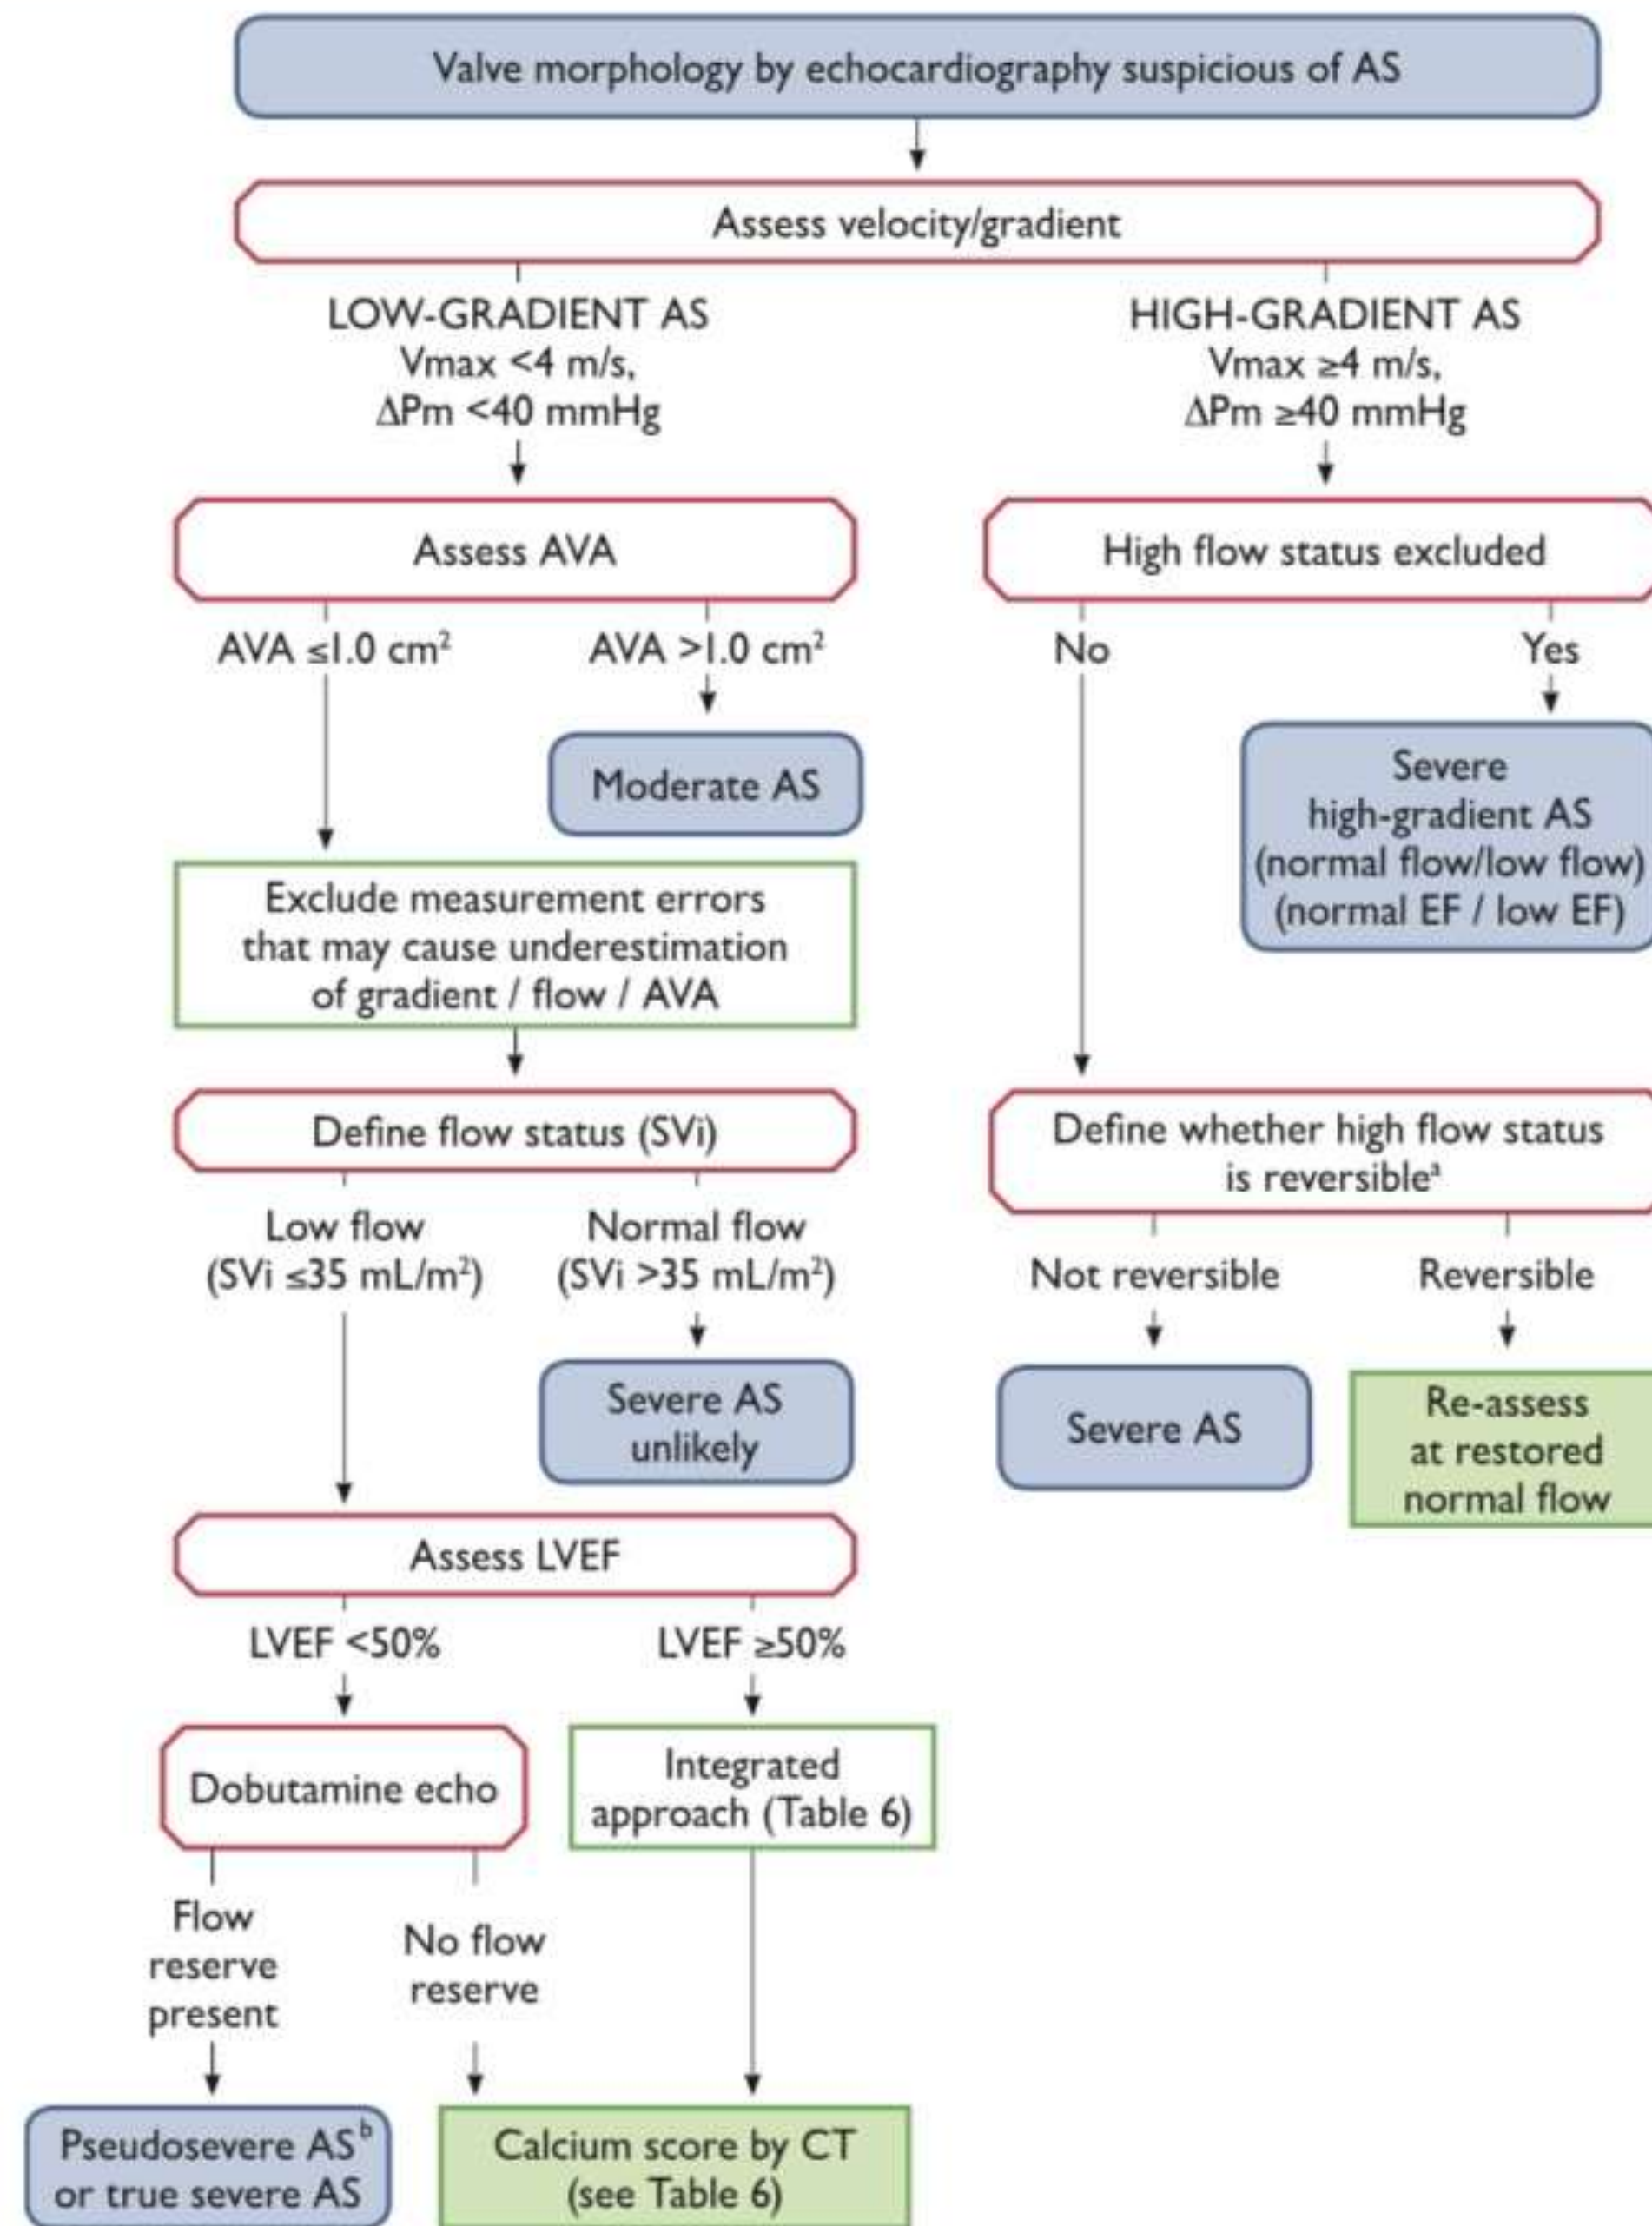 Valve morphology by echocardiography suspicious of AS
Assess velocity/gradient
LOW-GRADIENT AS
Vmax <4 m/s,
ΔPm <40 mmHg
HIGH-GRADIENT AS
Vmax ≥4 m/s,
ΔPm ≥40 mmHg
Assess AVA
High flow status excluded
AVA ≤1.0 cm²
AVA >1.0 cm²
No
Yes
Moderate AS
Severe
high-gradient AS
(normal flow/low flow)
(normal EF / low EF)
Exclude measurement errors
that may cause underestimation
of gradient / flow / AVA
Define flow status (SVi)
Define whether high flow status
is reversibleᵃ
Low flow
(SVi ≤35 mL/m²)
Normal flow
(SVi >35 mL/m²)
Not reversible
Reversible
Severe AS
unlikely
Severe AS
Re-assess
at restored
normal flow
Assess LVEF
LVEF <50%
LVEF ≥50%
Dobutamine echo
Integrated
approach (Table 6)
Flow
reserve
present
No flow
reserve
Pseudosevere ASᵇ
or true severe AS
Calcium score by CT
(see Table 6)